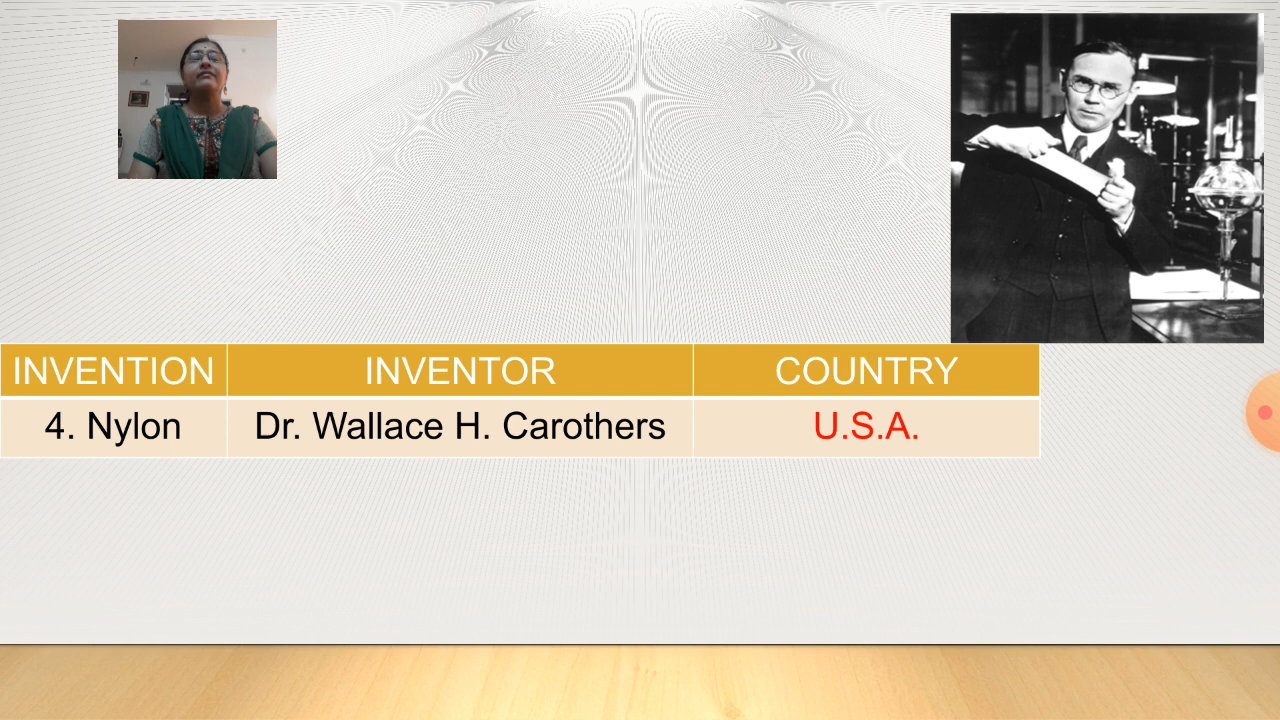 INVENTION INVENTOR COUNTRY
4. Nylon Dr. Wallace H. Carothers U.S.A.